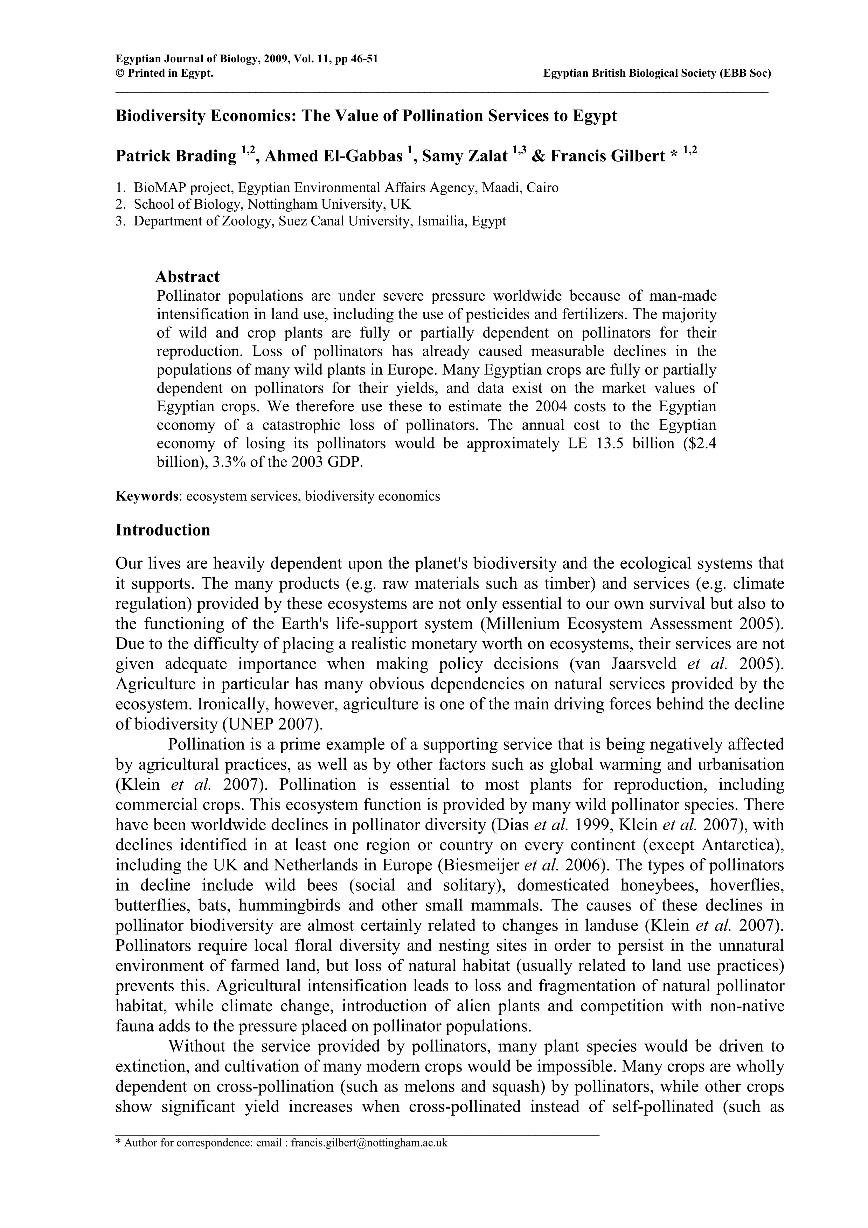 Egyptian Journal of Biology, 2009, Vol. 11, pp 46-51
© Printed in Egypt. Egyptian British Biological Society (EBB Soc)
Biodiversity Economics: The Value of Pollination Services to Egypt
Patrick Brading 1,2, Ahmed El-Gabbas 1, Samy Zalat 1,3 & Francis Gilbert * 1,2
1. BioMAP project, Egyptian Environmental Affairs Agency, Maadi, Cairo
2. School of Biology, Nottingham University, UK
3. Department of Zoology, Suez Canal University, Ismailia, Egypt
Abstract
Pollinator populations are under severe pressure worldwide because of man-made
intensification in land use, including the use of pesticides and fertilizers. The majority
of wild and crop plants are fully or partially dependent on pollinators for their
reproduction. Loss of pollinators has already caused measurable declines in the
populations of many wild plants in Europe. Many Egyptian crops are fully or partially
dependent on pollinators for their yields, and data exist on the market values of
Egyptian crops. We therefore use these to estimate the 2004 costs to the Egyptian
economy of a catastrophic loss of pollinators. The annual cost to the Egyptian
economy of losing its pollinators would be approximately LE 13.5 billion ($2.4
billion), 3.3% of the 2003 GDP.
Keywords: ecosystem services, biodiversity economics
Introduction
Our lives are heavily dependent upon the planet's biodiversity and the ecological systems that
it supports. The many products (e.g. raw materials such as timber) and services (e.g. climate
regulation) provided by these ecosystems are not only essential to our own survival but also to
the functioning of the Earth's life-support system (Millenium Ecosystem Assessment 2005).
Due to the difficulty of placing a realistic monetary worth on ecosystems, their services are not
given adequate importance when making policy decisions (van Jaarsveld et al. 2005).
Agriculture in particular has many obvious dependencies on natural services provided by the
ecosystem. Ironically, however, agriculture is one of the main driving forces behind the decline
of biodiversity (UNEP 2007).
Pollination is a prime example of a supporting service that is being negatively affected
by agricultural practices, as well as by other factors such as global warming and urbanisation
(Klein et al. 2007). Pollination is essential to most plants for reproduction, including
commercial crops. This ecosystem function is provided by many wild pollinator species. There
have been worldwide declines in pollinator diversity (Dias et al. 1999, Klein et al. 2007), with
declines identified in at least one region or country on every continent (except Antarctica),
including the UK and Netherlands in Europe (Biesmeijer et al. 2006). The types of pollinators
in decline include wild bees (social and solitary), domesticated honeybees, hoverflies,
butterflies, bats, hummingbirds and other small mammals. The causes of these declines in
pollinator biodiversity are almost certainly related to changes in landuse (Klein et al. 2007).
Pollinators require local floral diversity and nesting sites in order to persist in the unnatural
environment of farmed land, but loss of natural habitat (usually related to land use practices)
prevents this. Agricultural intensification leads to loss and fragmentation of natural pollinator
habitat, while climate change, introduction of alien plants and competition with non-native
fauna adds to the pressure placed on pollinator populations.
Without the service provided by pollinators, many plant species would be driven to
extinction, and cultivation of many modern crops would be impossible. Many crops are wholly
dependent on cross-pollination (such as melons and squash) by pollinators, while other crops
show significant yield increases when cross-pollinated instead of self-pollinated (such as
* Author for correspondence: email : francis.gilbert@nottingham.ac.uk